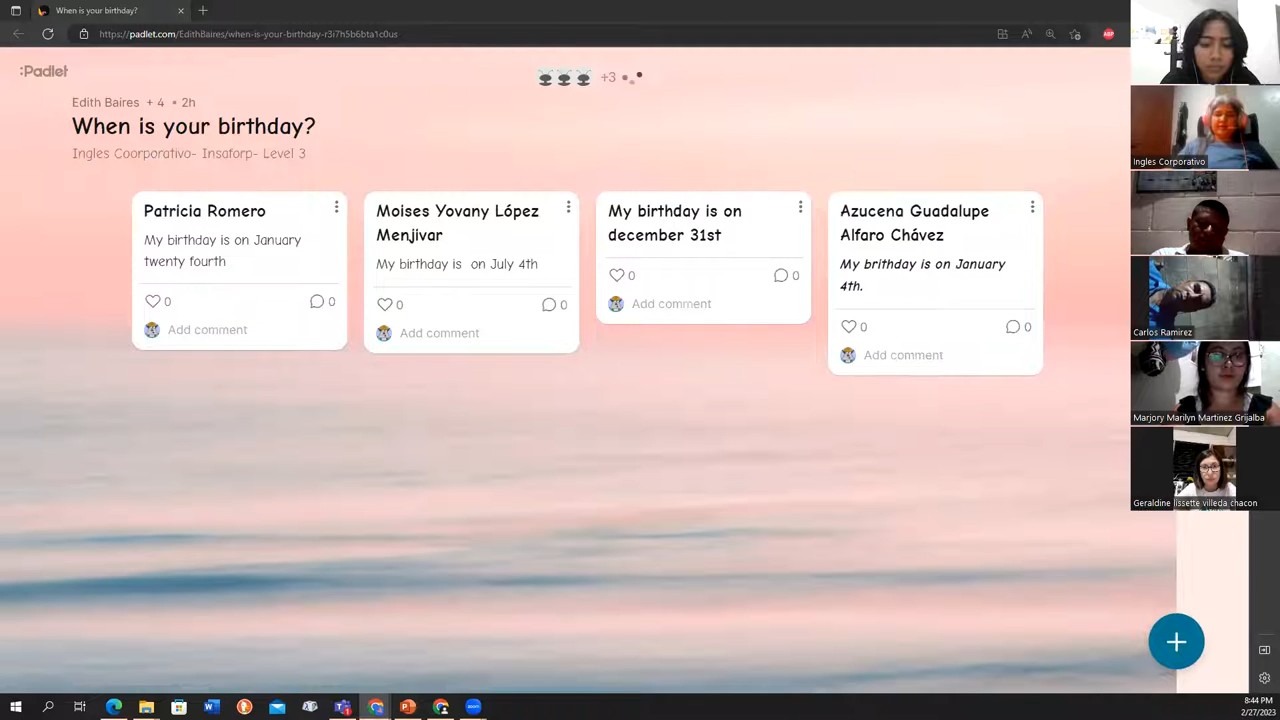 When is your birthday?
https://padlet.com/EdithBaires/when-is-your-birthday-r3i7h5b6bta1c0us
:Padlet
+3
Edith Baires + 4 • 2h
When is your birthday?
Ingles Coorporativo- Insaforp- Level 3
Patricia Romero
My birthday is on January
twenty fourth
0
0
Add comment
Moises Yovany López
Menjivar
My birthday is on July 4th
0
0
Add comment
My birthday is on
december 31st
0
0
Add comment
Azucena Guadalupe
Alfaro Chávez
My brithday is on January
4th.
0
0
Add comment
Ingles Corporativo
Carlos Ramirez
Marjory Marilyn Martinez Grijalba
Geraldine lissette villeda chacon
8:44 PM
2/27/2023